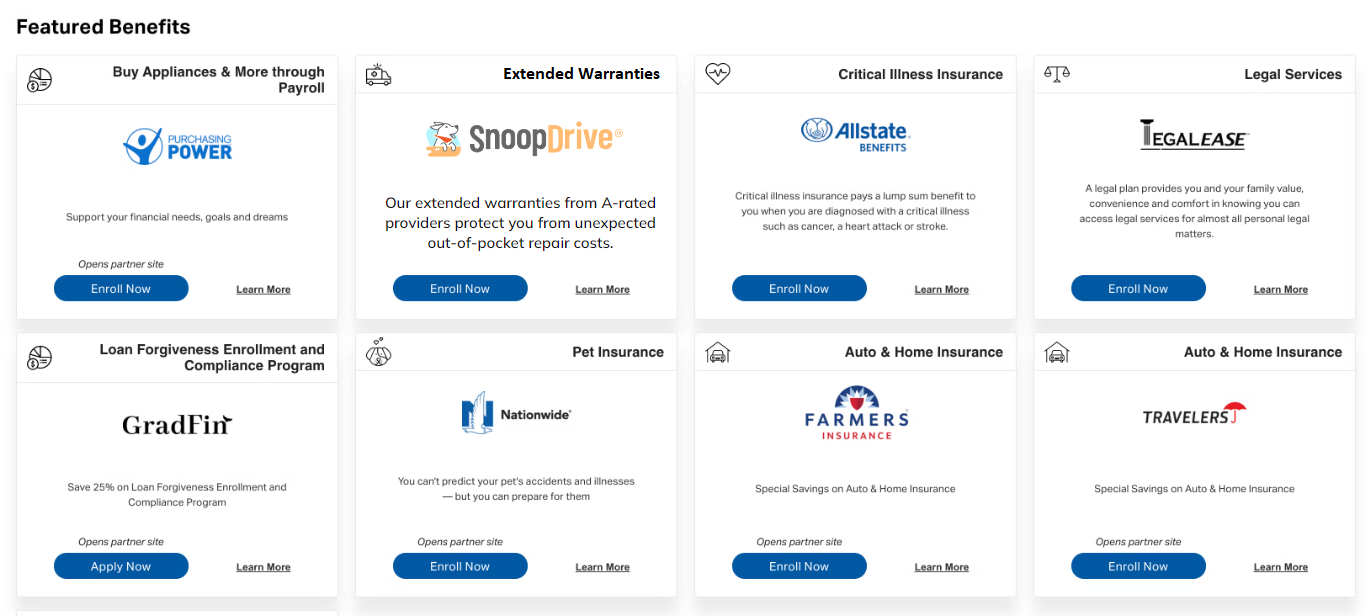 Featured Benefits
Buy Appliances & More through
Payroll
PURCHASING
POWER
Support your financial needs, goals and dreams
Opens partner site
Enroll Now
Learn More
Extended Warranties
SnoopDrive®
Our extended warranties from A-rated
providers protect you from unexpected
out-of-pocket repair costs.
Enroll Now
Learn More
Critical Illness Insurance
Allstate
BENEFITS
Critical illness insurance pays a lump sum benefit to
you when you are diagnosed with a critical illness
such as cancer, a heart attack or stroke.
Enroll Now
Learn More
Legal Services
LEGALEASE
A legal plan provides you and your family value,
convenience and comfort in knowing you can
access legal services for almost all personal legal
matters.
Enroll Now
Learn More
Loan Forgiveness Enrollment and
Compliance Program
GradFin
Save 25% on Loan Forgiveness Enrollment and
Compliance Program
Opens partner site
Apply Now
Learn More
Pet Insurance
Nationwide®
You can't predict your pet's accidents and illnesses
— but you can prepare for them
Opens partner site
Enroll Now
Learn More
Auto & Home Insurance
FARMERS
INSURANCE
Special Savings on Auto & Home Insurance
Opens partner site
Enroll Now
Learn More
Auto & Home Insurance
TRAVELERS
Special Savings on Auto & Home Insurance
Opens partner site
Enroll Now
Learn More